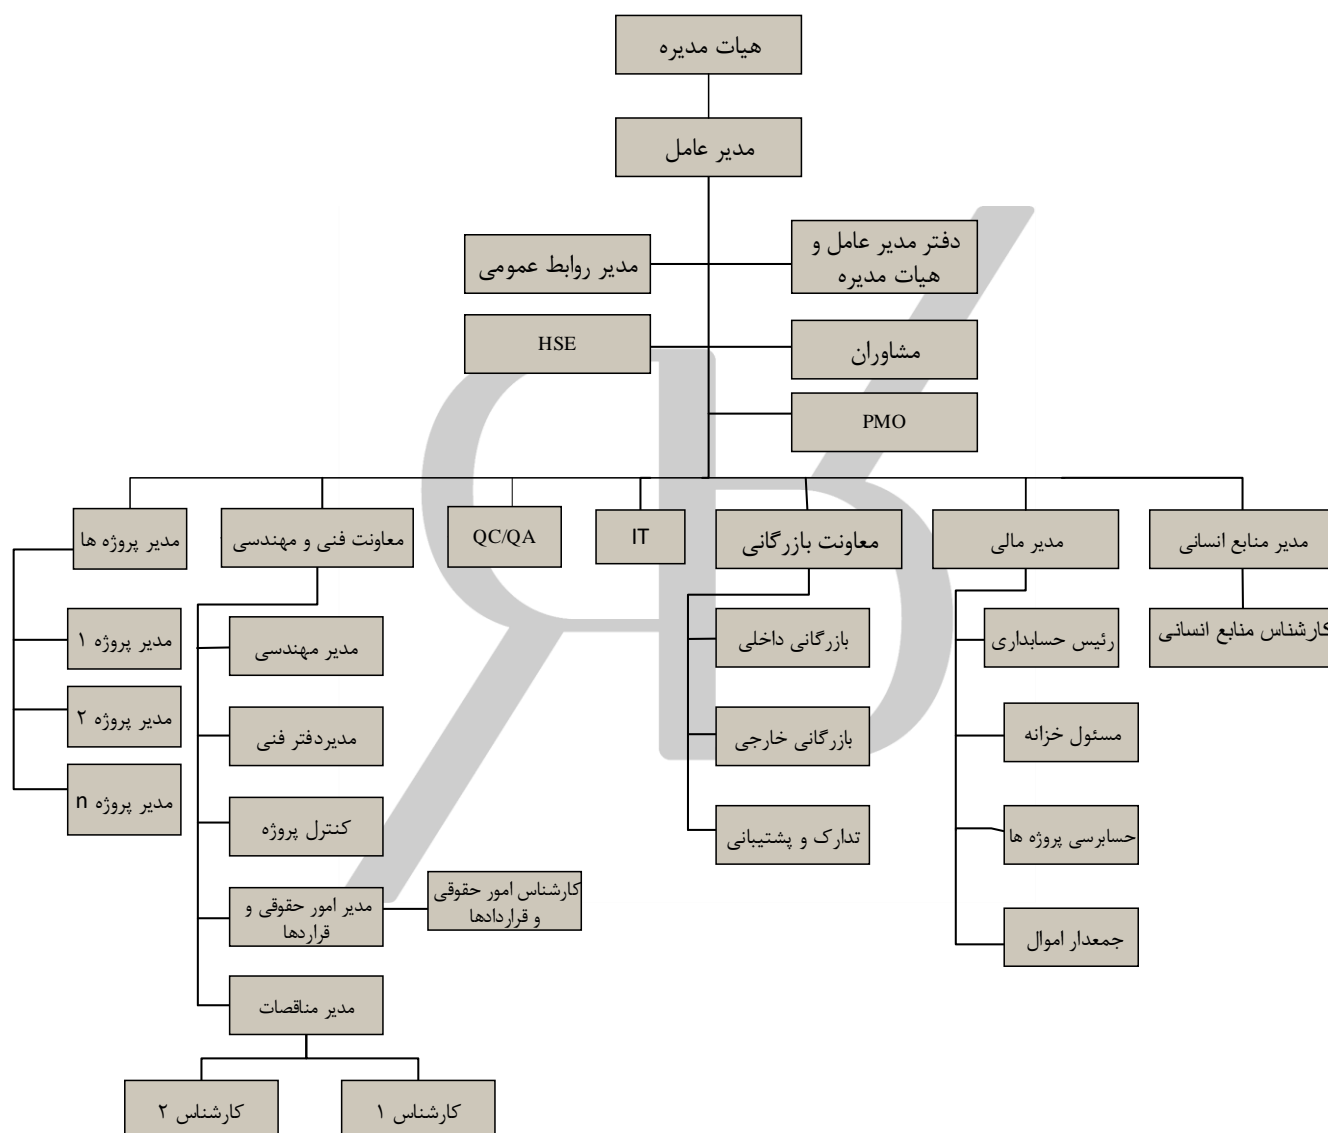 هیات مدیره
مدیر عامل
دفتر مدیر عامل و
هیات مدیره
مدیر روابط عمومی
مشاوران
HSE
PMO
مدیر منابع انسانی
مدیر مالی
معاونت بازرگانی
IT
QC/QA
معاونت فنی و مهندسی
مدیر پروژه ها
کارشناس منابع انسانی
رئیس حسابداری
مسئول خزانه
حسابرسی پروژه ها
جمعدار اموال
بازرگانی داخلی
بازرگانی خارجی
تدارک و پشتیبانی
مدیر مهندسی
مدیردفتر فنی
کنترل پروژه
مدیر امور حقوقی و
قراردها
کارشناس امور حقوقی
و قراردادها
مدیر مناقصات
کارشناس ۱
کارشناس ۲
مدیر پروژه ۱
مدیر پروژه ۲
مدیر پروژه n